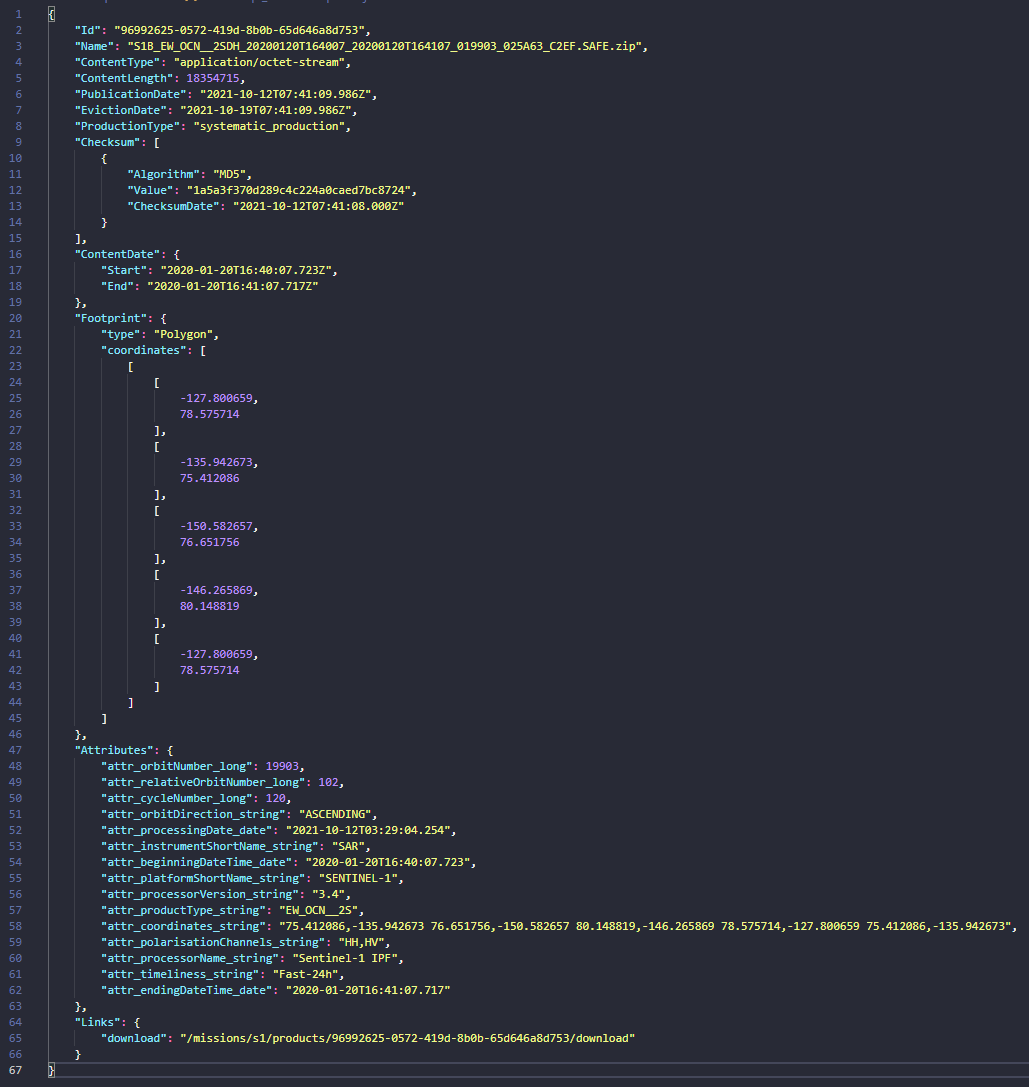 1 {
2 "Id": "96992625-0572-419d-8b0b-65d646a8d753",
3 "Name": "S1B_EW_OCN__2SDH_20200120T164007_20200120T164107_019903_025A63_C2EF.SAFE.zip",
4 "ContentType": "application/octet-stream",
5 "ContentLength": 18354715,
6 "PublicationDate": "2021-10-12T07:41:09.986Z",
7 "EvictionDate": "2021-10-19T07:41:09.986Z",
8 "ProductionType": "systematic_production",
9 "Checksum": [
10 {
11 "Algorithm": "MD5",
12 "Value": "1a5a3f370d289c4c224a0caed7bc8724",
13 "ChecksumDate": "2021-10-12T07:41:08.000Z"
14 }
15 ],
16 "ContentDate": {
17 "Start": "2020-01-20T16:40:07.723Z",
18 "End": "2020-01-20T16:41:07.717Z"
19 },
20 "Footprint": {
21 "type": "Polygon",
22 "coordinates": [
23 [
24 [
25 -127.800659,
26 78.575714
27 ],
28 [
29 -135.942673,
30 75.412086
31 ],
32 [
33 -150.582657,
34 76.651756
35 ],
36 [
37 -146.265869,
38 80.148819
39 ],
40 [
41 -127.800659,
42 78.575714
43 ]
44 ]
45 ]
46 },
47 "Attributes": {
48 "attr_orbitNumber_long": 19903,
49 "attr_relativeOrbitNumber_long": 102,
50 "attr_cycleNumber_long": 120,
51 "attr_orbitDirection_string": "ASCENDING",
52 "attr_processingDate_date": "2021-10-12T03:29:04.254",
53 "attr_instrumentShortName_string": "SAR",
54 "attr_beginningDateTime_date": "2020-01-20T16:40:07.723",
55 "attr_platformShortName_string": "SENTINEL-1",
56 "attr_processorVersion_string": "3.4",
57 "attr_productType_string": "EW_OCN__2S",
58 "attr_coordinates_string": "75.412086,-135.942673 76.651756,-150.582657 80.148819,-146.265869 78.575714,-127.800659 75.412086,-135.942673",
59 "attr_polarisationChannels_string": "HH,HV",
60 "attr_processorName_string": "Sentinel-1 IPF",
61 "attr_timeliness_string": "Fast-24h",
62 "attr_endingDateTime_date": "2020-01-20T16:41:07.717"
63 },
64 "Links": {
65 "download": "/missions/s1/products/96992625-0572-419d-8b0b-65d646a8d753/download"
66 }
67 }